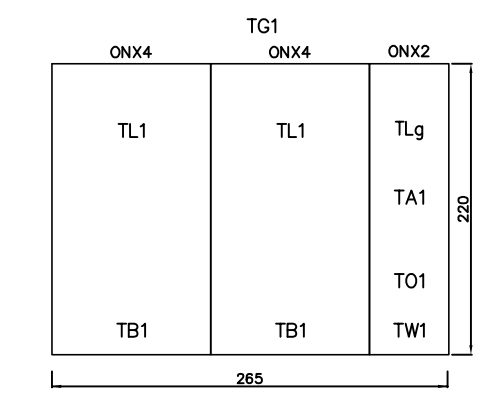 TG1
ONX4 ONX4 ONX2
TL1 TL1 TLg
TA1
220
TO1
TB1 TB1 TW1
265